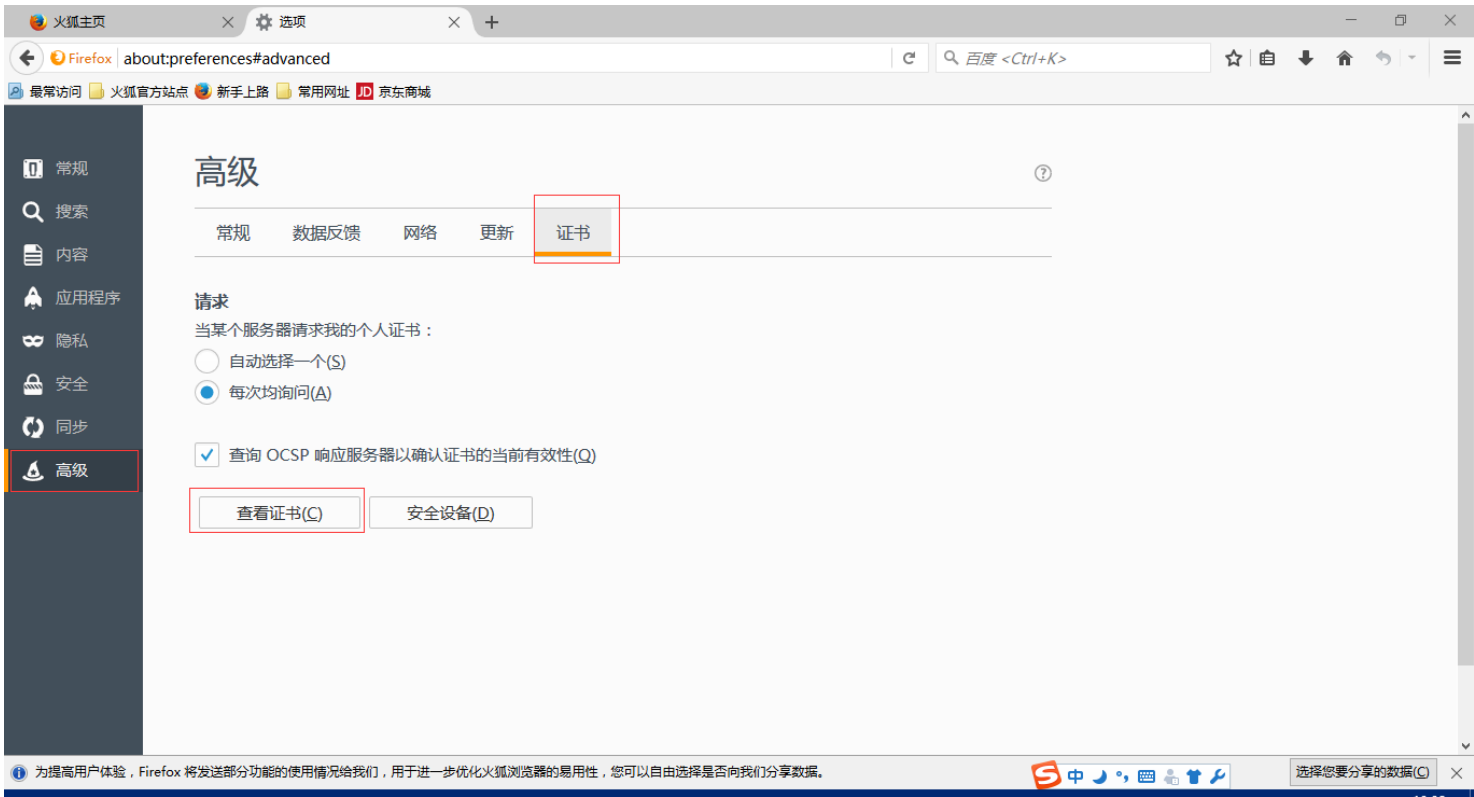 火狐主页
选项
Firefox about:preferences#advanced
百度 <Ctrl+K>
最常访问 火狐官方站点 新手上路 常用网址 JD 京东商城
常规
搜索
内容
应用程序
隐私
安全
同步
高级
高级
常规 数据反馈 网络 更新 证书
请求
当某个服务器请求我的个人证书：
自动选择一个(S)
每次均询问(A)
查询 OCSP 响应服务器以确认证书的当前有效性(Q)
查看证书(C) 安全设备(D)
为提高用户体验，Firefox 将发送部分功能的使用情况给我们，用于进一步优化火狐浏览器的易用性，您可以自由选择是否向我们分享数据。
S 中
选择您要分享的数据(C)